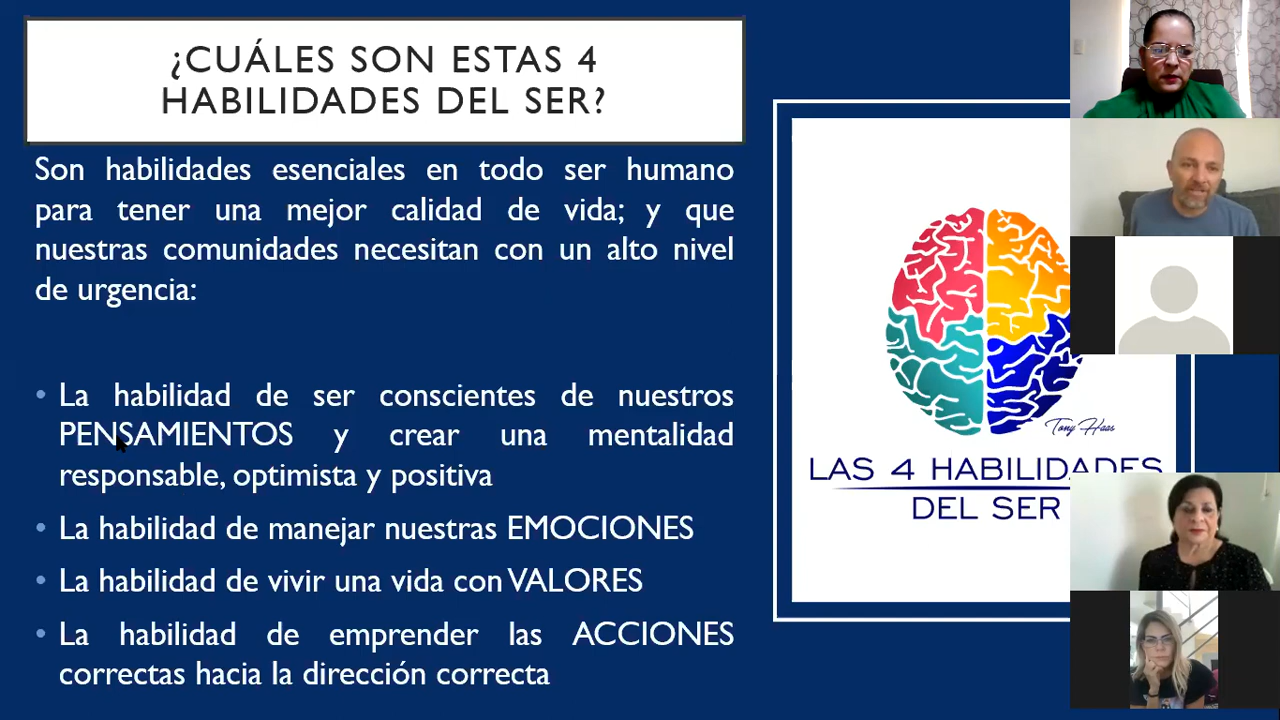 ¿CUÁLES SON ESTAS 4
HABILIDADES DEL SER?
Son habilidades esenciales en todo ser humano
para tener una mejor calidad de vida; y que
nuestras comunidades necesitan con un alto nivel
de urgencia:
• La habilidad de ser conscientes de nuestros
PENSAMIENTOS y crear una mentalidad
responsable, optimista y positiva
• La habilidad de manejar nuestras EMOCIONES
• La habilidad de vivir una vida con VALORES
• La habilidad de emprender las ACCIONES
correctas hacia la dirección correcta
Tony Haas
LAS 4 HABILIDADES
DEL SER